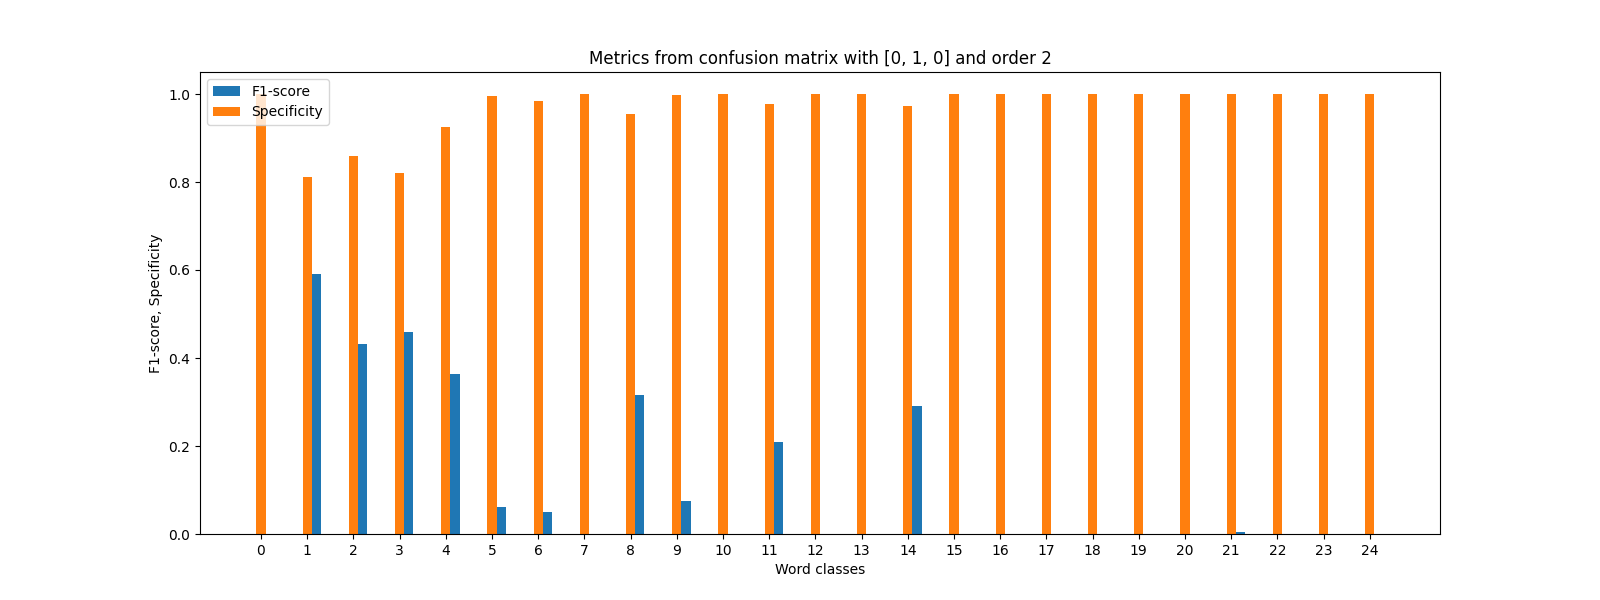 Metrics from confusion matrix with [0, 1, 0] and order 2
F1-score
Specificity
F1-score, Specificity
1.0
0.8
0.6
0.4
0.2
0.0
0 1 2 3 4 5 6 7 8 9 10 11 12 13 14 15 16 17 18 19 20 21 22 23 24
Word classes